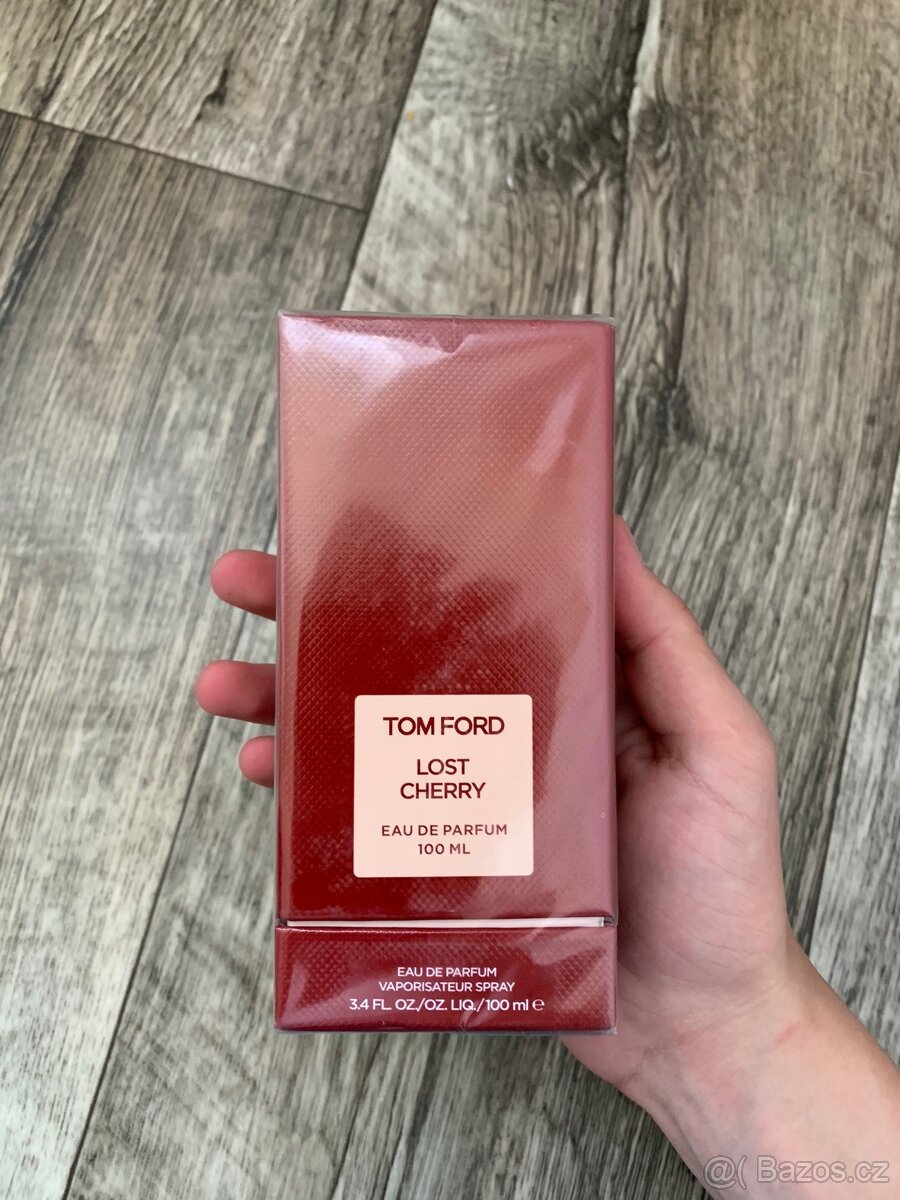 TOM FORD
LOST
CHERRY
EAU DE PARFUM
100 ML
EAU DE PARFUM
VAPORISATEUR SPRAY
3.4 FL. OZ./OZ. LIQ./100 ml ℮
@( Bazos.cz